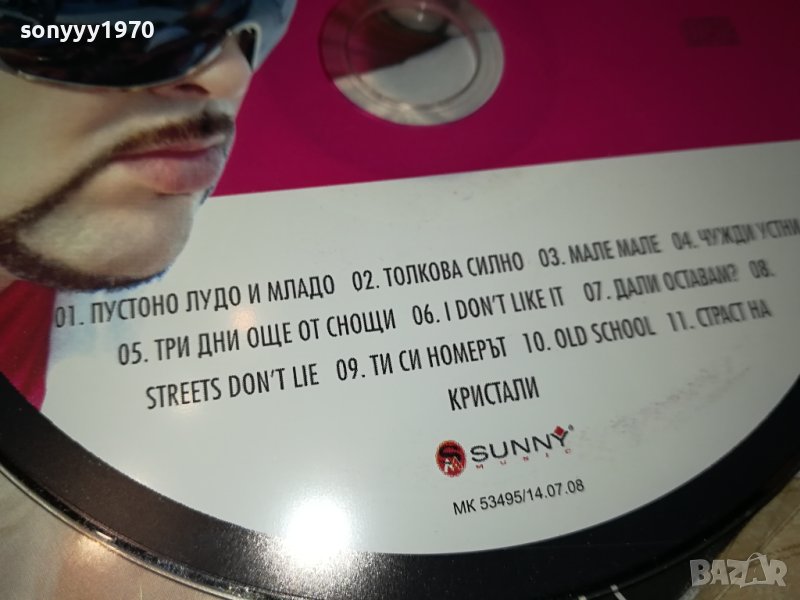 sonyyy1970
01. ПУСТОНО ЛУДО И МЛАДО 02. ТОЛКОВА СИЛНО 03. МАЛЕ МАЛЕ 04. ЧУЖДИ УСТНИ
05. ТРИ ДНИ ОЩЕ ОТ СНОЩИ 06. I DON'T LIKE IT 07. ДАЛИ ОСТАВАМ? 08.
STREETS DON'T LIE 09. ТИ СИ НОМЕРЪТ 10. OLD SCHOOL 11. СТРАСТ НА
КРИСТАЛИ
SUNNY®
MUSIC
МК 53495/14.07.08
BAZAR